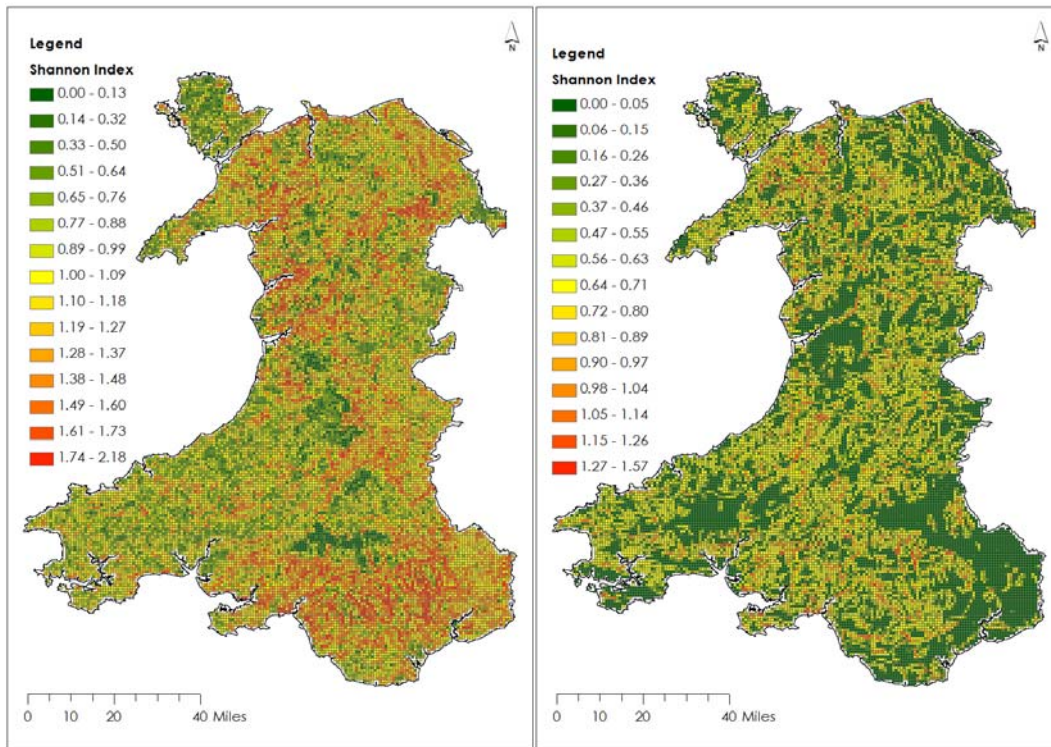 Legend
N
Shannon Index
0.00 - 0.13
0.14 - 0.32
0.33 - 0.50
0.51 - 0.64
0.65 - 0.76
0.77 - 0.88
0.89 - 0.99
1.00 - 1.09
1.10 - 1.18
1.19 - 1.27
1.28 - 1.37
1.38 - 1.48
1.49 - 1.60
1.61 - 1.73
1.74 - 2.18
0 10 20 40 Miles
Legend
N
Shannon Index
0.00 - 0.05
0.06 - 0.15
0.16 - 0.26
0.27 - 0.36
0.37 - 0.46
0.47 - 0.55
0.56 - 0.63
0.64 - 0.71
0.72 - 0.80
0.81 - 0.89
0.90 - 0.97
0.98 - 1.04
1.05 - 1.14
1.15 - 1.26
1.27 - 1.57
0 10 20 40 Miles